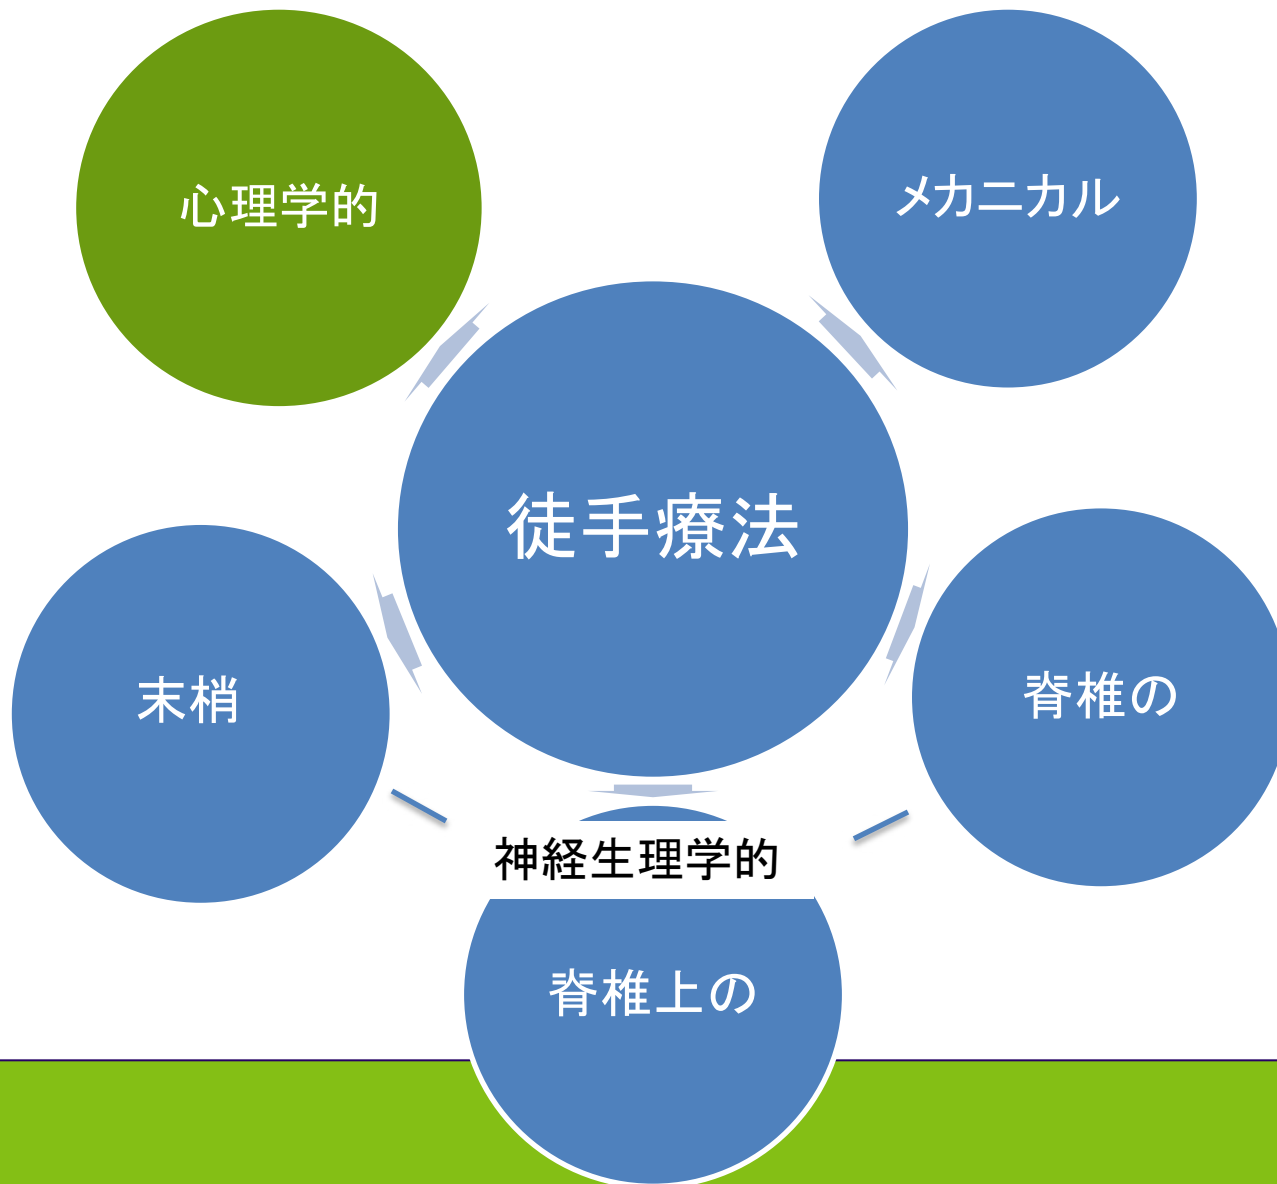 心理学的
メカニカル
徒手療法
末梢
脊椎の
神経生理学的
脊椎上の